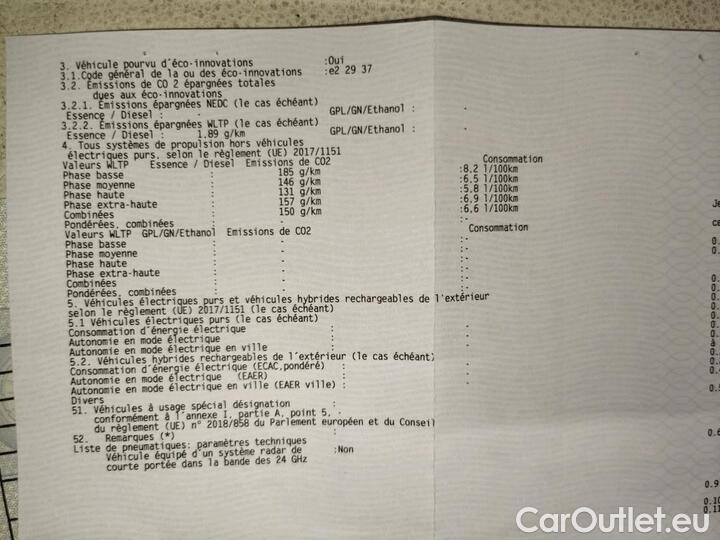 3. Véhicule pourvu d'éco-innovations :Oui
3.1.Code général de la ou des éco-innovations :e2 29 37
3.2. Emissions de CO 2 épargnées totales
dues aux éco-innovations
3.2.1. Émissions épargnées NEDC (le cas échéant)
Essence / Diesel : - GPL/GN/Ethanol : -
3.2.2. Émissions épargnées WLTP (le cas échéant)
Essence / Diesel : 1.89 g/km GPL/GN/Ethanol : -
4. Tous systèmes de propulsion hors véhicules
électriques purs, selon le règlement (UE) 2017/1151
Valeurs WLTP Essence / Diesel Emissions de CO2 Consommation
Phase basse : 185 g/km :8.2 l/100km
Phase moyenne : 146 g/km :6.5 l/100km
Phase haute : 131 g/km :5.8 l/100km
Phase extra-haute : 157 g/km :6.9 l/100km
Combinées : 150 g/km :6.6 l/100km
Pondérées, combinées : - :-
Valeurs WLTP GPL/GN/Ethanol Emissions de CO2 Consommation
Phase basse : - :-
Phase moyenne : - :-
Phase haute : - :-
Phase extra-haute : - :-
Combinées : - :-
Pondérées, combinées : - :-
5. Véhicules électriques purs et véhicules hybrides rechargeables de l'extérieur
selon le règlement (UE) 2017/1151 (le cas échéant)
5.1 Véhicules électriques purs (le cas échéant)
Consommation d'énergie électrique : -
Autonomie en mode électrique : -
Autonomie en mode électrique en ville : -
5.2. Véhicules hybrides rechargeables de l'extérieur (le cas échéant)
Consommation d'énergie électrique (ECAC,pondéré) : -
Autonomie en mode électrique (EAER) : -
Autonomie en mode électrique en ville (EAER ville) : -
Divers
51. Véhicules à usage spécial désignation :
conformément à l'annexe I, partie A, point 5, -
du règlement (UE) n° 2018/858 du Parlement européen et du Conseil
52. Remarques (*) :
Liste de pneumatiques: paramètres techniques
Véhicule équipé d'un système radar de :Non
courte portée dans la bande des 24 GHz
0.9
0.10
0.11
CarOutlet.eu